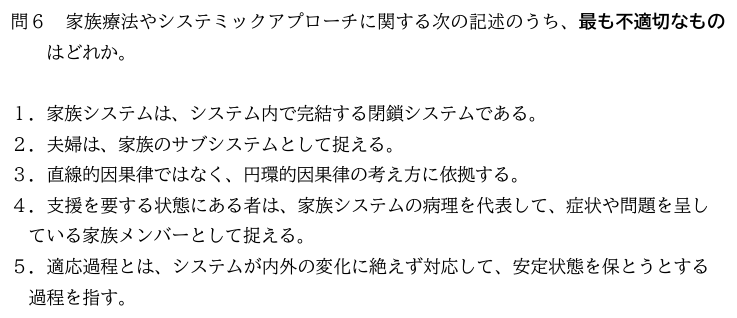 問６　家族療法やシステミックアプローチに関する次の記述のうち、最も不適切なもの
はどれか。
１．家族システムは、システム内で完結する閉鎖システムである。
２．夫婦は、家族のサブシステムとして捉える。
３．直線的因果律ではなく、円環的因果律の考え方に依拠する。
４．支援を要する状態にある者は、家族システムの病理を代表して、症状や問題を呈し
ている家族メンバーとして捉える。
５．適応過程とは、システムが内外の変化に絶えず対応して、安定状態を保とうとする
過程を指す。